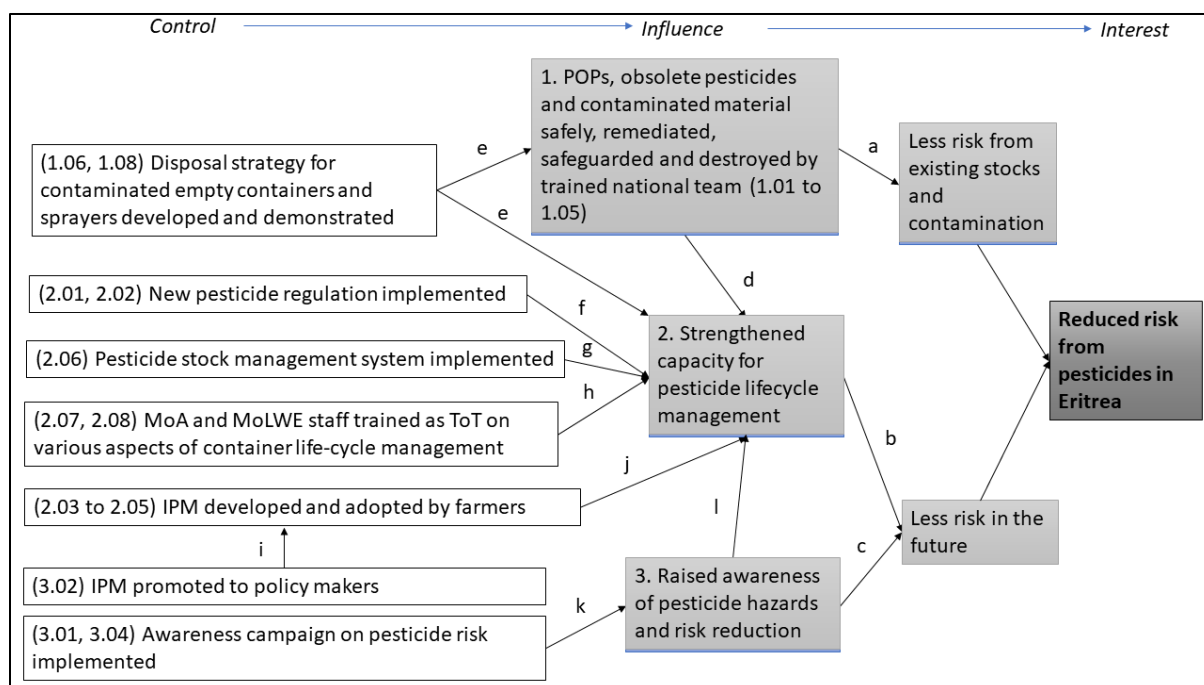 Control
Influence
Interest
1. POPs, obsolete pesticides
and contaminated material
safely, remediated,
safeguarded and destroyed by
trained national team (1.01 to
1.05)
a
Less risk from
existing stocks
and
contamination
(1.06, 1.08) Disposal strategy for
contaminated empty containers and
sprayers developed and demonstrated
e
e
d
(2.01, 2.02) New pesticide regulation implemented
f
(2.06) Pesticide stock management system implemented
g
(2.07, 2.08) MoA and MoLWE staff trained as ToT on
various aspects of container life-cycle management
h
2. Strengthened
capacity for
pesticide lifecycle
management
Reduced risk
from
pesticides in
Eritrea
b
(2.03 to 2.05) IPM developed and adopted by farmers
j
i
l
c
Less risk in the
future
(3.02) IPM promoted to policy makers
(3.01, 3.04) Awareness campaign on pesticide risk
implemented
k
3. Raised awareness
of pesticide hazards
and risk reduction